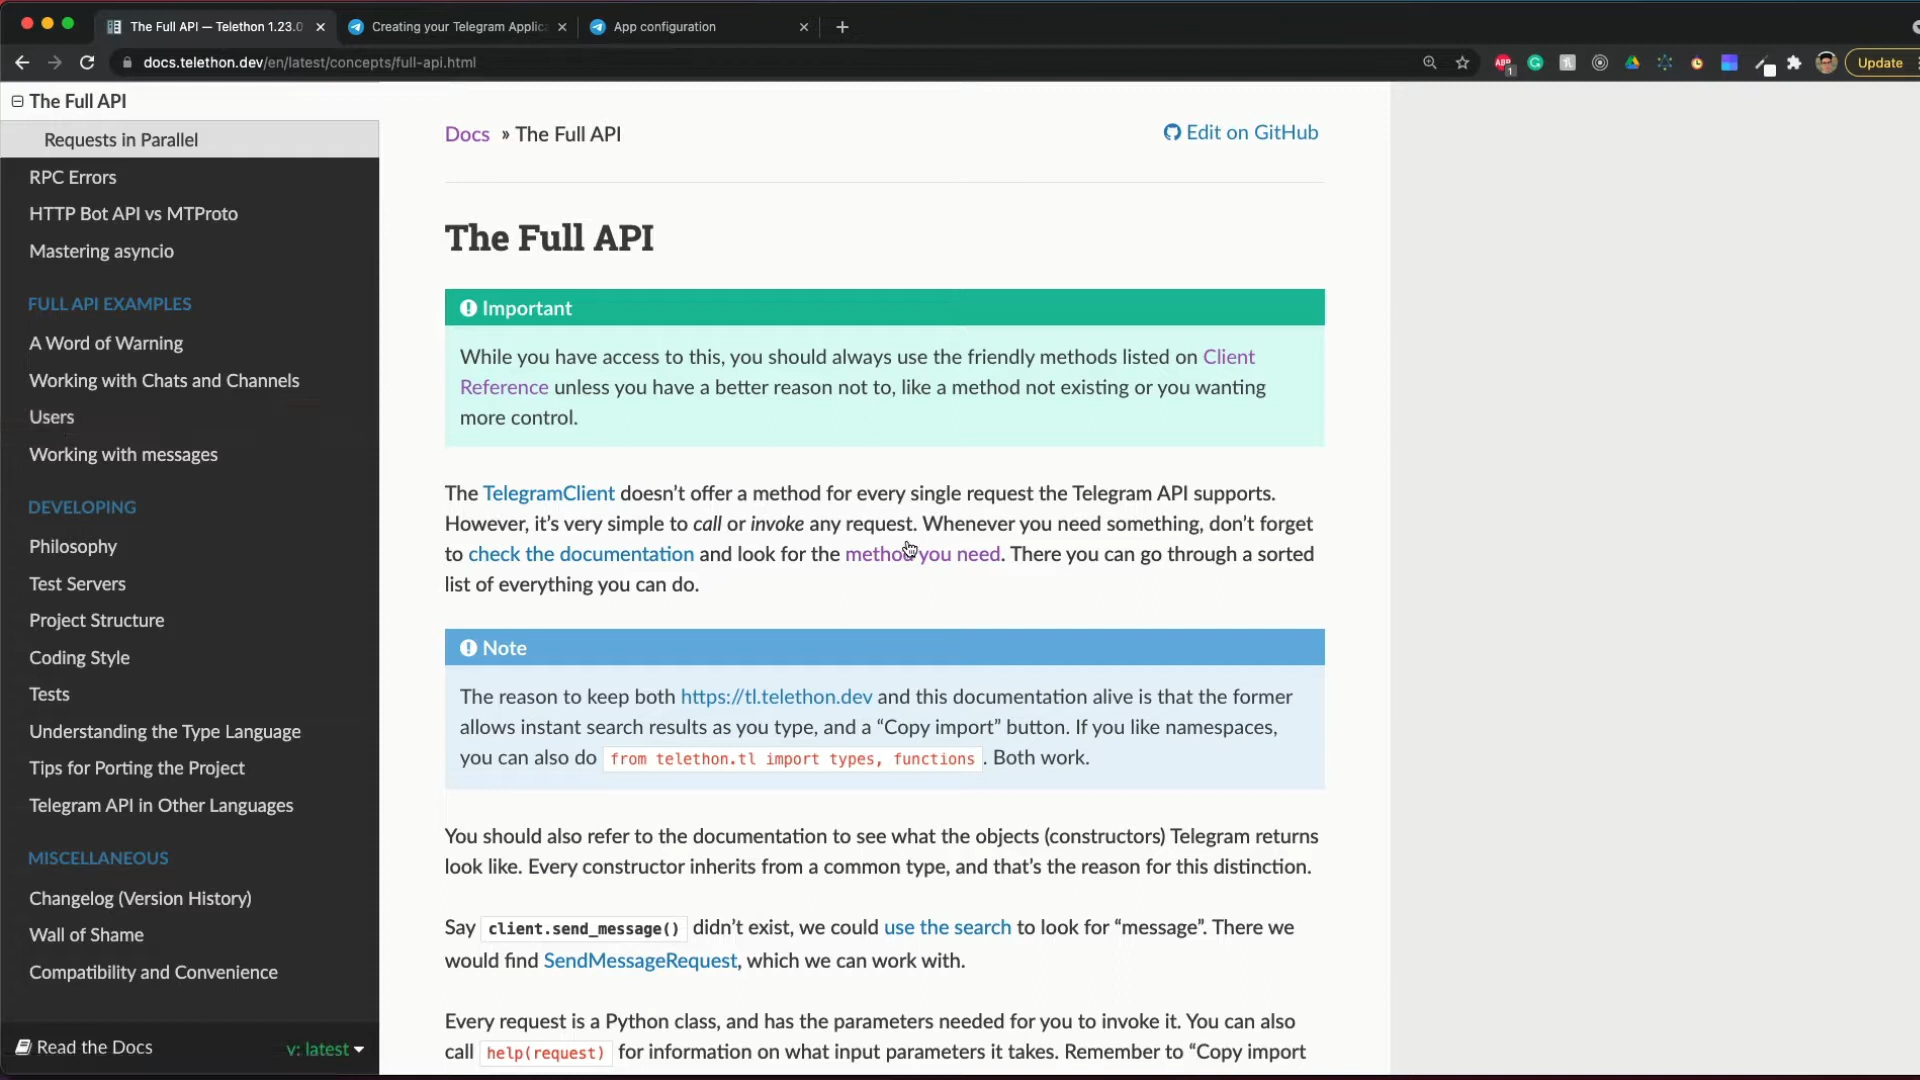 The Full API — Telethon 1.23.0
Creating your Telegram Applic
App configuration
docs.telethon.dev/en/latest/concepts/full-api.html
ABP
1
Update
The Full API
Requests in Parallel
RPC Errors
HTTP Bot API vs MTProto
Mastering asyncio
FULL API EXAMPLES
A Word of Warning
Working with Chats and Channels
Users
Working with messages
DEVELOPING
Philosophy
Test Servers
Project Structure
Coding Style
Tests
Understanding the Type Language
Tips for Porting the Project
Telegram API in Other Languages
MISCELLANEOUS
Changelog (Version History)
Wall of Shame
Compatibility and Convenience
Read the Docs
v: latest
Docs » The Full API
Edit on GitHub
The Full API
Important
While you have access to this, you should always use the friendly methods listed on Client
Reference unless you have a better reason not to, like a method not existing or you wanting
more control.
The TelegramClient doesn’t offer a method for every single request the Telegram API supports.
However, it’s very simple to call or invoke any request. Whenever you need something, don’t forget
to check the documentation and look for the method you need. There you can go through a sorted
list of everything you can do.
Note
The reason to keep both https://tl.telethon.dev and this documentation alive is that the former
allows instant search results as you type, and a “Copy import” button. If you like namespaces,
you can also do from telethon.tl import types, functions. Both work.
You should also refer to the documentation to see what the objects (constructors) Telegram returns
look like. Every constructor inherits from a common type, and that’s the reason for this distinction.
Say client.send_message() didn’t exist, we could use the search to look for “message”. There we
would find SendMessageRequest, which we can work with.
Every request is a Python class, and has the parameters needed for you to invoke it. You can also
call help(request) for information on what input parameters it takes. Remember to “Copy import